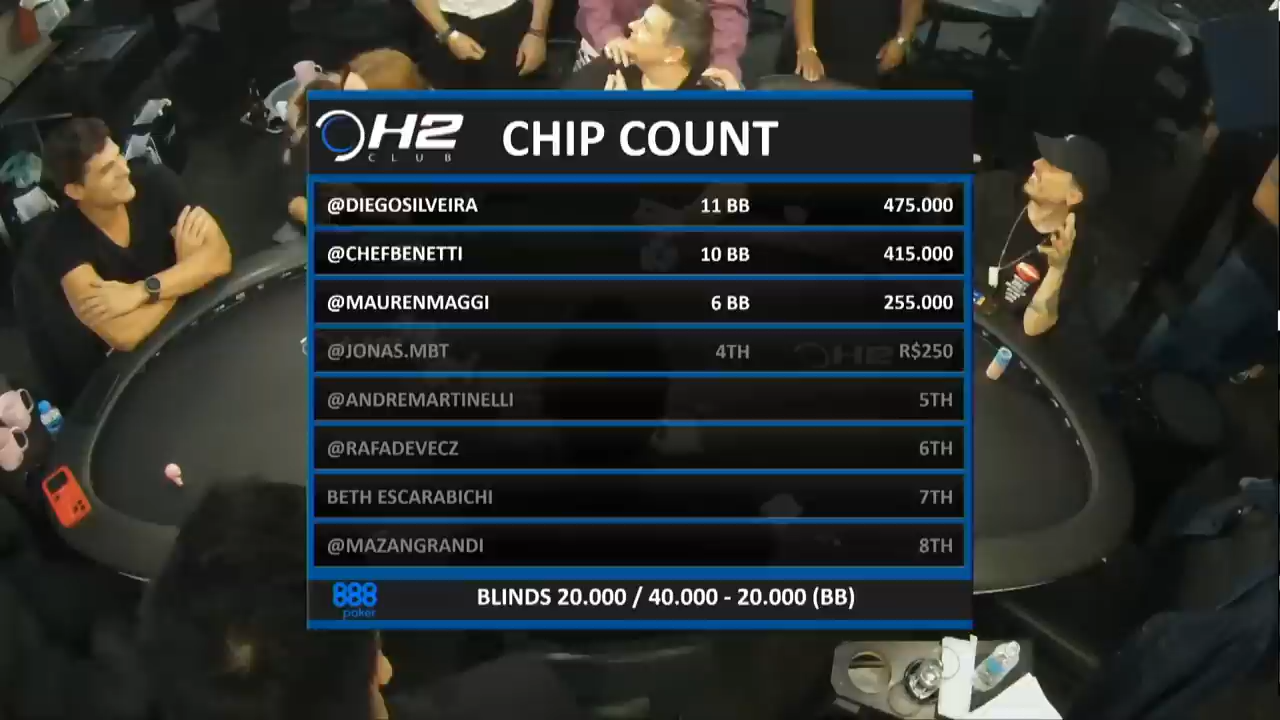 H2 CLUB
CHIP COUNT
@DIEGOSILVEIRA 11 BB 475.000
@CHEFBENETTI 10 BB 415.000
@MAURENMAGGI 6 BB 255.000
@JONAS.MBT 4TH R$250
@ANDREMARTINELLI 5TH
@RAFADEVECZ 6TH
BETH ESCARABICHI 7TH
@MAZANGRANDI 8TH
888 poker
BLINDS 20.000 / 40.000 - 20.000 (BB)